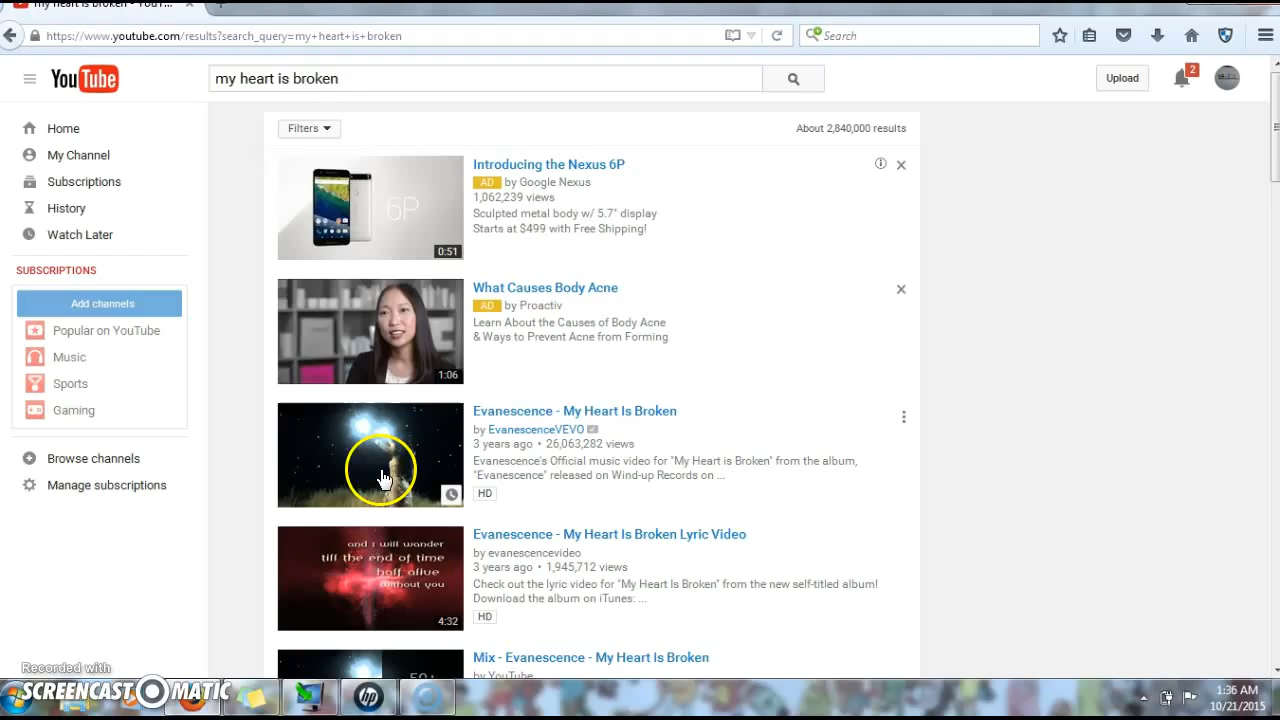 my heart is broken - YouT...
https://www.youtube.com/results?search_query=my+heart+is+broken
Search
YouTube
my heart is broken
Upload
2
Home
My Channel
Subscriptions
History
Watch Later
SUBSCRIPTIONS
Add channels
Popular on YouTube
Music
Sports
Gaming
Browse channels
Manage subscriptions
Filters
About 2,840,000 results
6P
0:51
Introducing the Nexus 6P
AD by Google Nexus
1,062,239 views
Sculpted metal body w/ 5.7" display
Starts at $499 with Free Shipping!
1:06
What Causes Body Acne
AD by Proactiv
Learn About the Causes of Body Acne
& Ways to Prevent Acne from Forming
Evanescence - My Heart Is Broken
by EvanescenceVEVO
3 years ago • 26,063,282 views
Evanescence's Official music video for "My Heart is Broken" from the album,
"Evanescence" released on Wind-up Records on ...
HD
and i will wander
till the end of time
half alive
without you
4:32
Evanescence - My Heart Is Broken Lyric Video
by evanescencevideo
3 years ago • 1,945,712 views
Check out the lyric video for "My Heart Is Broken" from the new self-titled album!
Download the album on iTunes: ...
HD
50+
Mix - Evanescence - My Heart Is Broken
by YouTube
Recorded with
SCREENCAST-O-MATIC
hp
1:36 AM
10/21/2015